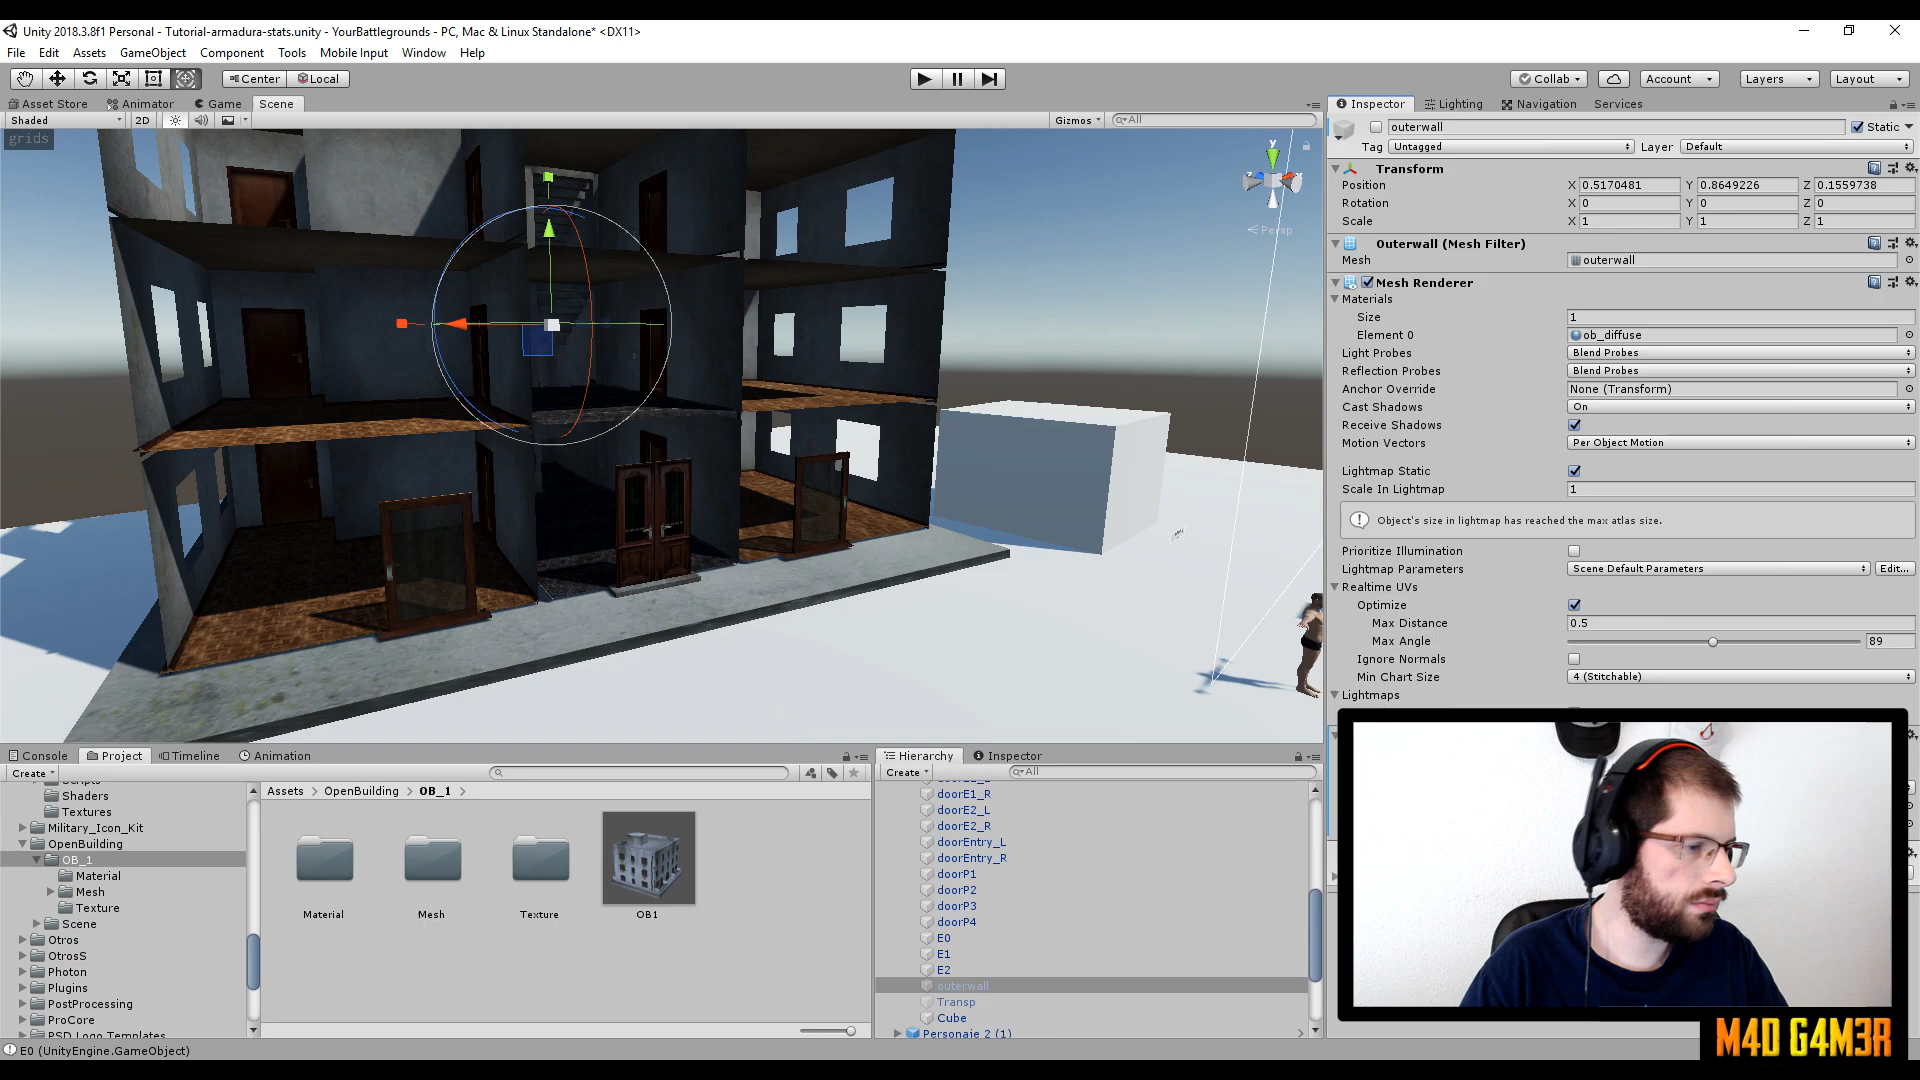 Unity 2018.3.8f1 Personal - Tutorial-armadura-stats.unity - YourBattlegrounds - PC, Mac & Linux Standalone* <DX11>
File Edit Assets GameObject Component Tools Mobile Input Window Help
Center Local Collab Account Layers Layout
Asset Store Animator Game Scene
Shaded 2D Gizmos All
grids
y
Persp
Inspector Lighting Navigation Services
outerwall Static
Tag Untagged Layer Default
Transform
Position X 0.5170481 Y 0.8649226 Z 0.1559738
Rotation X 0 Y 0 Z 0
Scale X 1 Y 1 Z 1
Outerwall (Mesh Filter)
Mesh outerwall
Mesh Renderer
Materials
Size 1
Element 0 ob_diffuse
Light Probes Blend Probes
Reflection Probes Blend Probes
Anchor Override None (Transform)
Cast Shadows On
Receive Shadows
Motion Vectors Per Object Motion
Lightmap Static
Scale In Lightmap 1
Object's size in lightmap has reached the max atlas size.
Prioritize Illumination
Lightmap Parameters Scene Default Parameters Edit...
Realtime UVs
Optimize
Max Distance 0.5
Max Angle 89
Ignore Normals
Min Chart Size 4 (Stitchable)
Lightmaps
Console Project Timeline Animation
Create
Scripts
Shaders
Textures
Military_Icon_Kit
OpenBuilding
OB_1
Material
Mesh
Texture
Scene
Otros
OtrosS
Photon
Plugins
PostProcessing
ProCore
PSD Logo Templates
Assets > OpenBuilding > OB_1 >
Material Mesh Texture OB1
Hierarchy Inspector
Create All
doorE1_R
doorE2_L
doorE2_R
doorEntry_L
doorEntry_R
doorP1
doorP2
doorP3
doorP4
E0
E1
E2
outerwall
Transp
Cube
Personaje 2 (1)
E0 (UnityEngine.GameObject)
M4D G4M3R